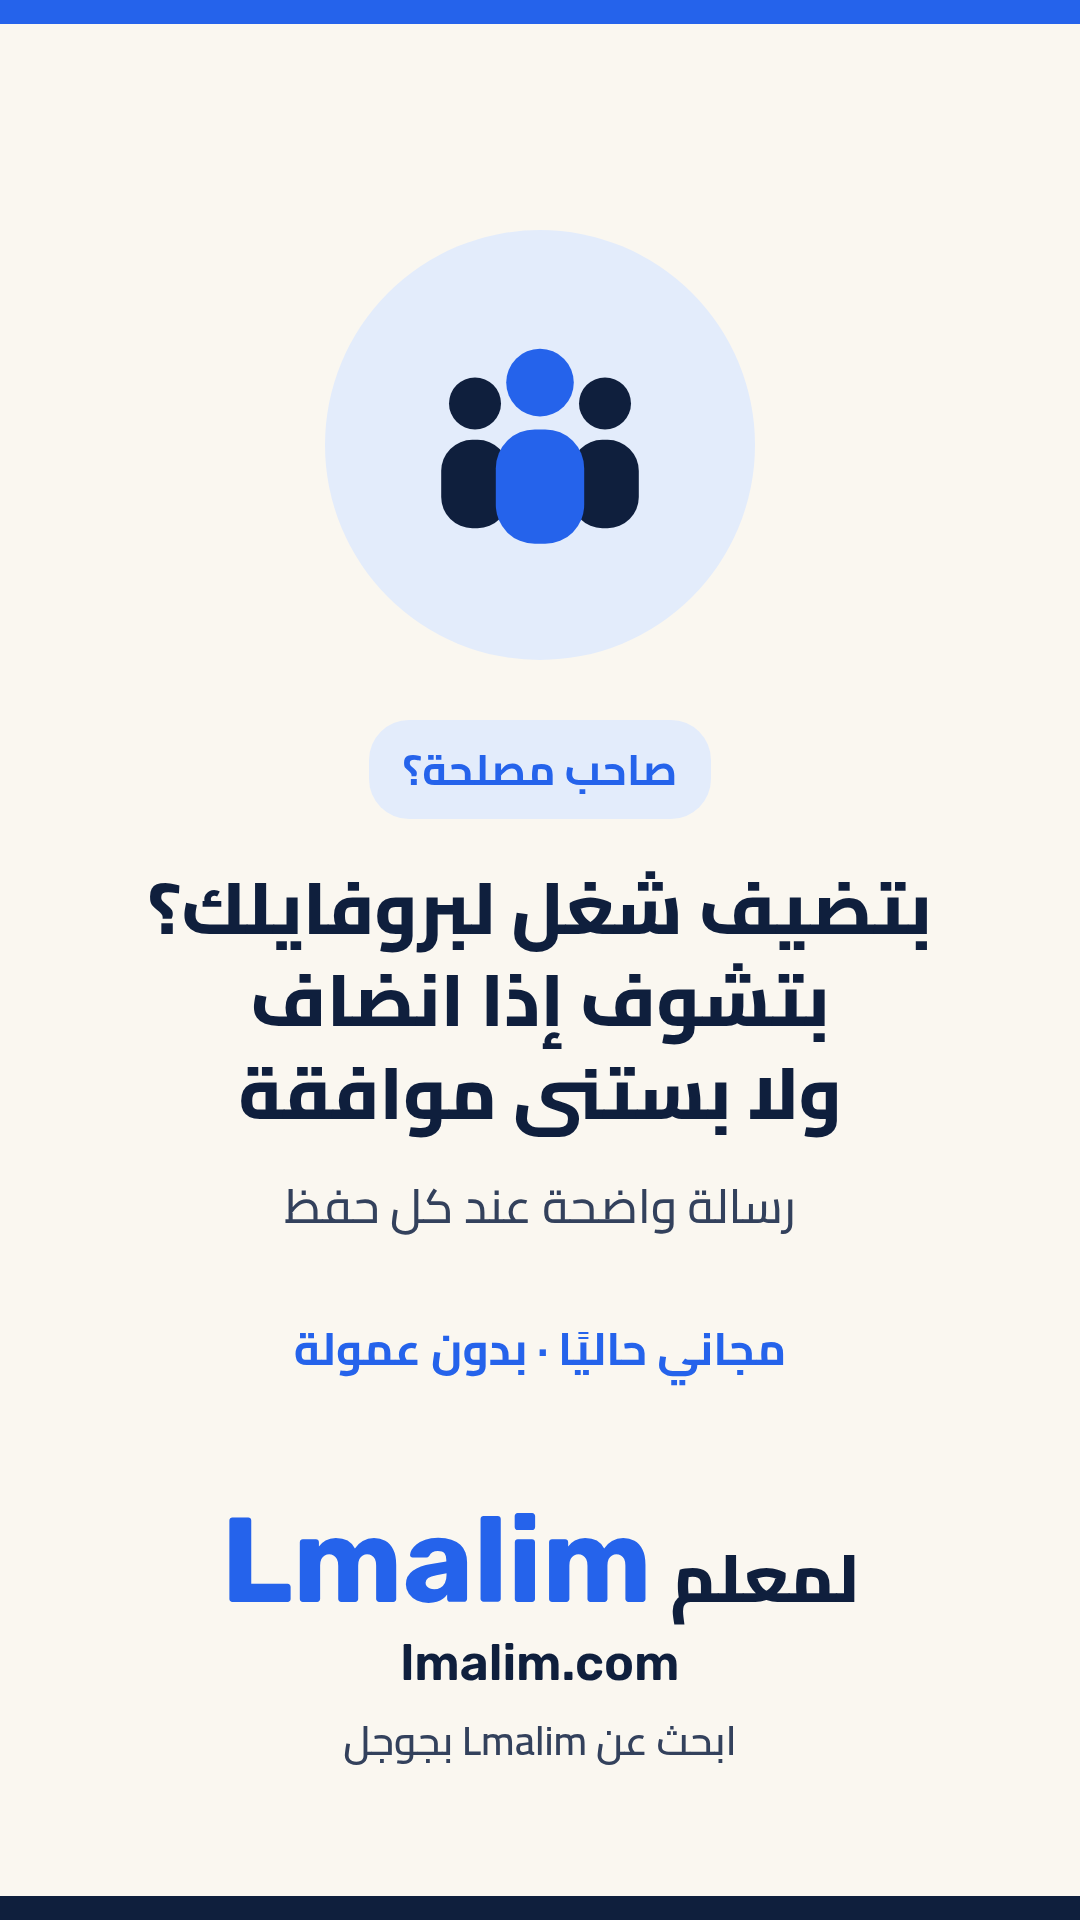 صاحب مصلحة؟
بتضيف شغل لبروفايلك؟
بتشوف إذا انضاف
ولا بستنى موافقة
رسالة واضحة عند كل حفظ
مجاني حاليًا · بدون عمولة
لمعلم Lmalim
lmalim.com
ابحث عن Lmalim بجوجل